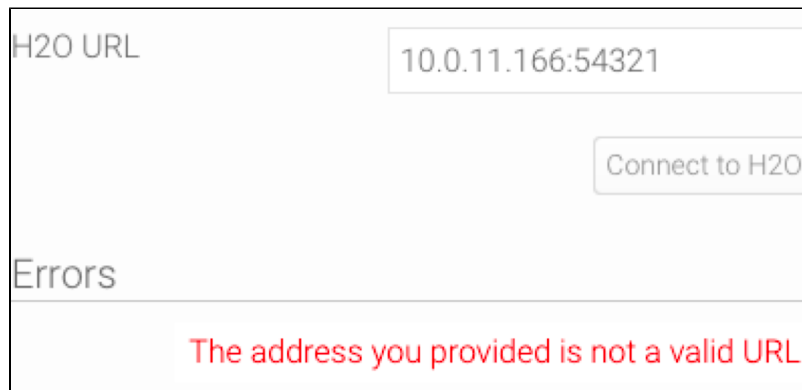 H2O URL
10.0.11.166:54321
Connect to H2O
Errors
The address you provided is not a valid URL